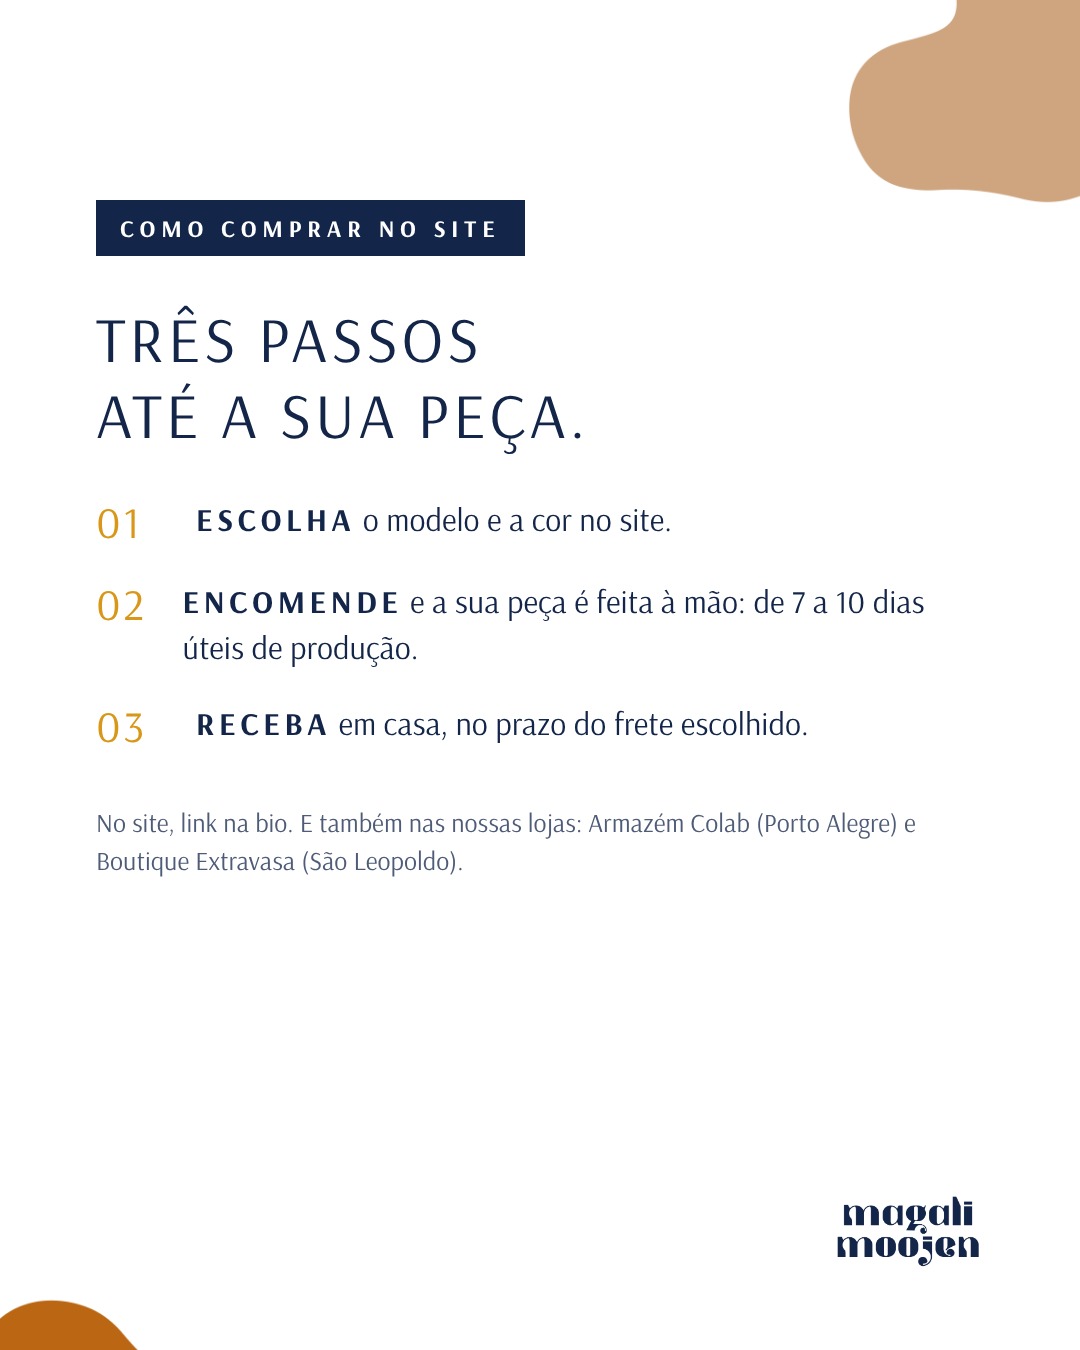 COMO COMPRAR NO SITE
TRÊS PASSOS
ATÉ A SUA PEÇA.
01 ESCOLHA o modelo e a cor no site.
02 ENCOMENDE e a sua peça é feita à mão: de 7 a 10 dias
úteis de produção.
03 RECEBA em casa, no prazo do frete escolhido.
No site, link na bio. E também nas nossas lojas: Armazém Colab (Porto Alegre) e
Boutique Extravasa (São Leopoldo).
magali
moojen